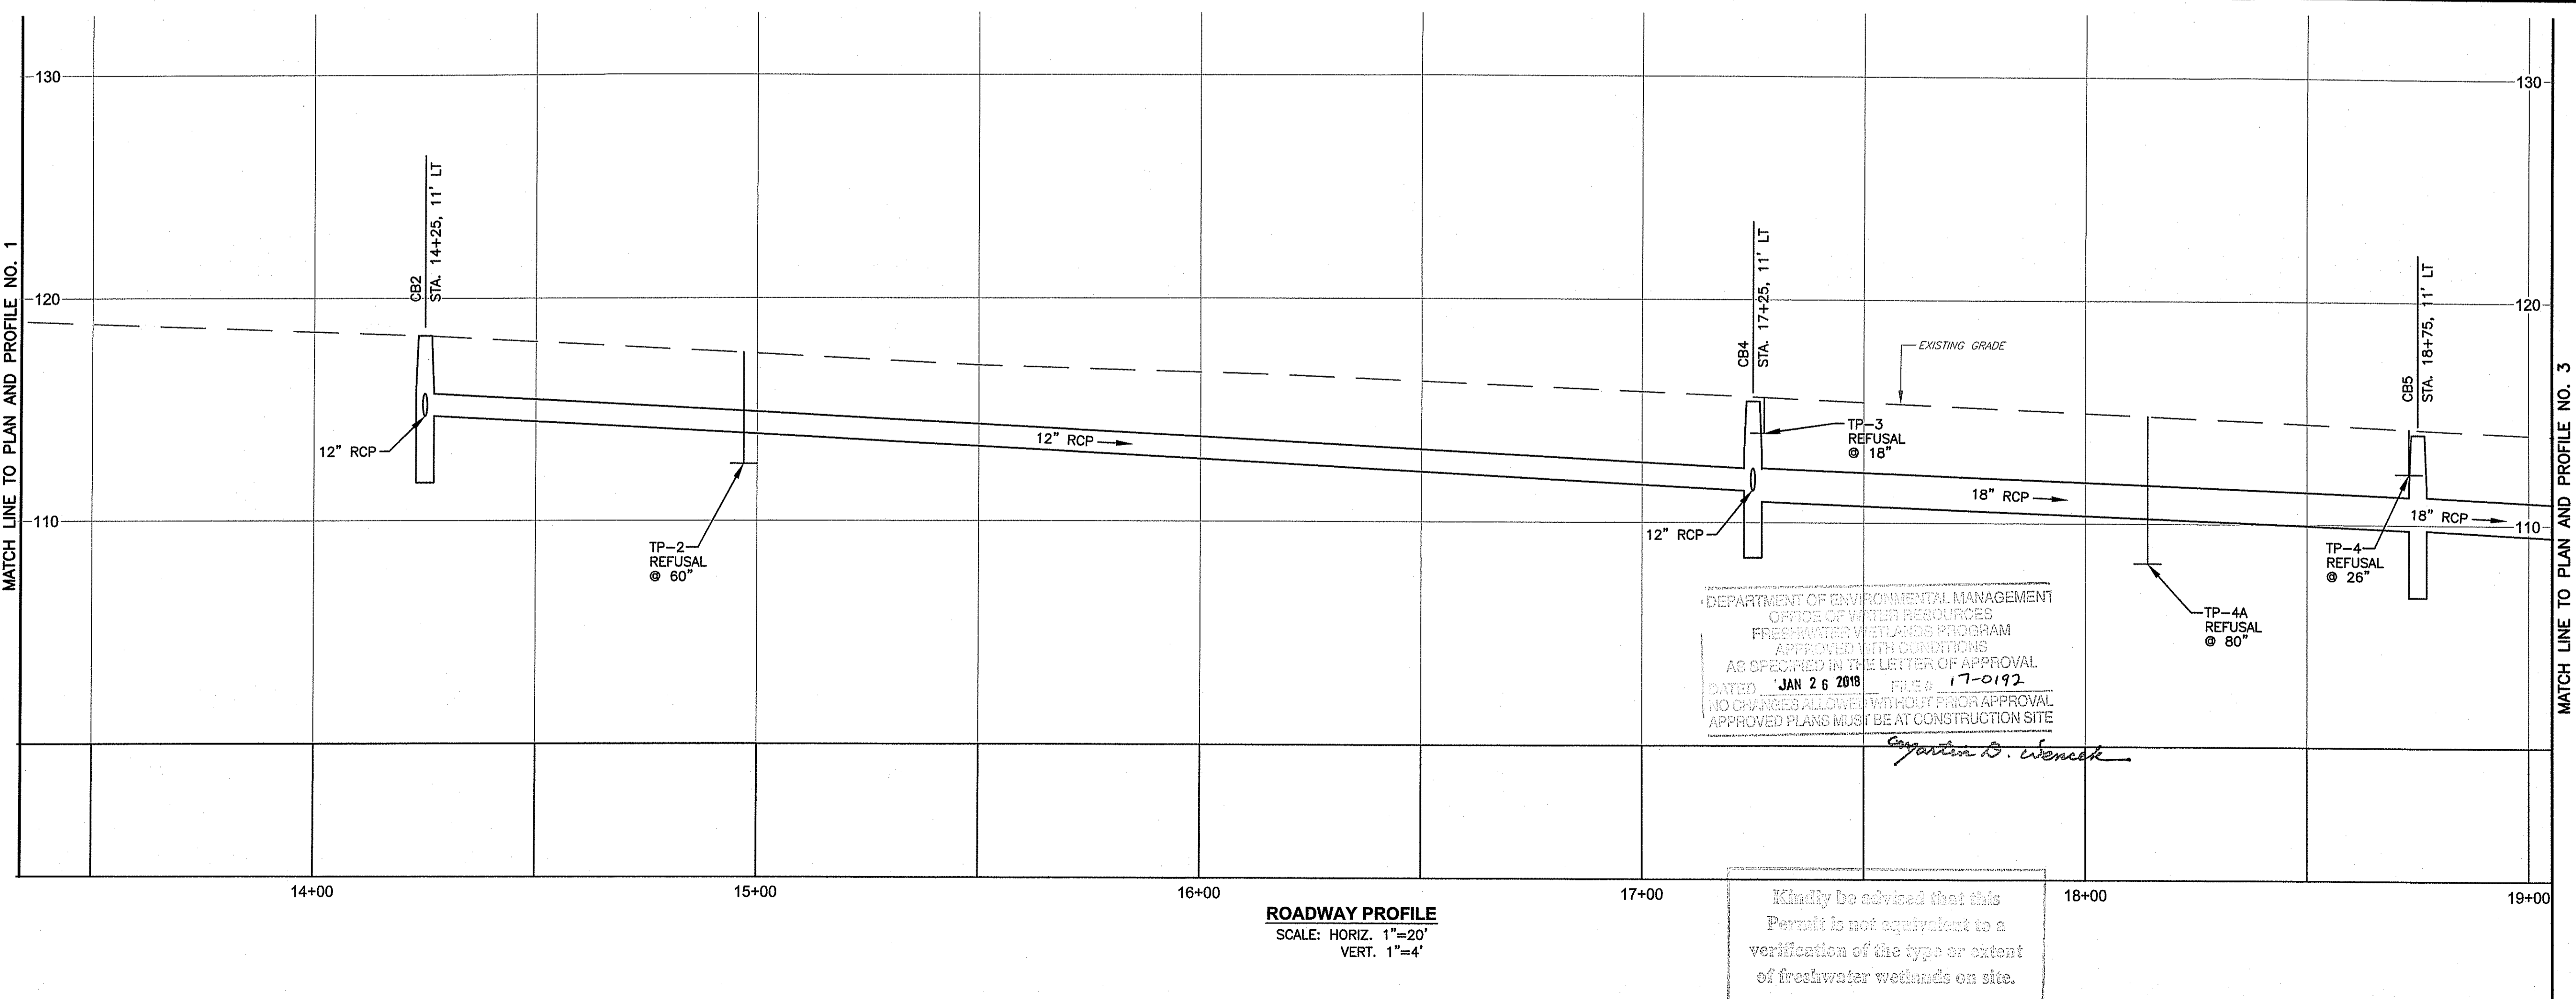 MATCH LINE TO PLAN AND PROFILE NO. 1
130
120
110
CB2
STA. 14+25, 11' LT
12" RCP
TP-2
REFUSAL
@ 60"
12" RCP
CB4
STA. 17+25, 11' LT
12" RCP
TP-3
REFUSAL
@ 18"
EXISTING GRADE
18" RCP
TP-4A
REFUSAL
@ 80"
CB5
STA. 18+75, 11' LT
TP-4
REFUSAL
@ 26"
18" RCP
130
120
110
MATCH LINE TO PLAN AND PROFILE NO. 3
DEPARTMENT OF ENVIRONMENTAL MANAGEMENT
OFFICE OF WATER RESOURCES
FRESHWATER WETLANDS PROGRAM
APPROVED WITH CONDITIONS
AS SPECIFIED IN THE LETTER OF APPROVAL
DATED JAN 26 2018 FILE # 17-0192
NO CHANGES ALLOWED WITHOUT PRIOR APPROVAL
APPROVED PLANS MUST BE AT CONSTRUCTION SITE
Martin D. Wencek
14+00
15+00
16+00
17+00
18+00
19+00
ROADWAY PROFILE
SCALE: HORIZ. 1"=20'
VERT. 1"=4'
Kindly be advised that this
Permit is not equivalent to a
verification of the type or extent
of freshwater wetlands on site.